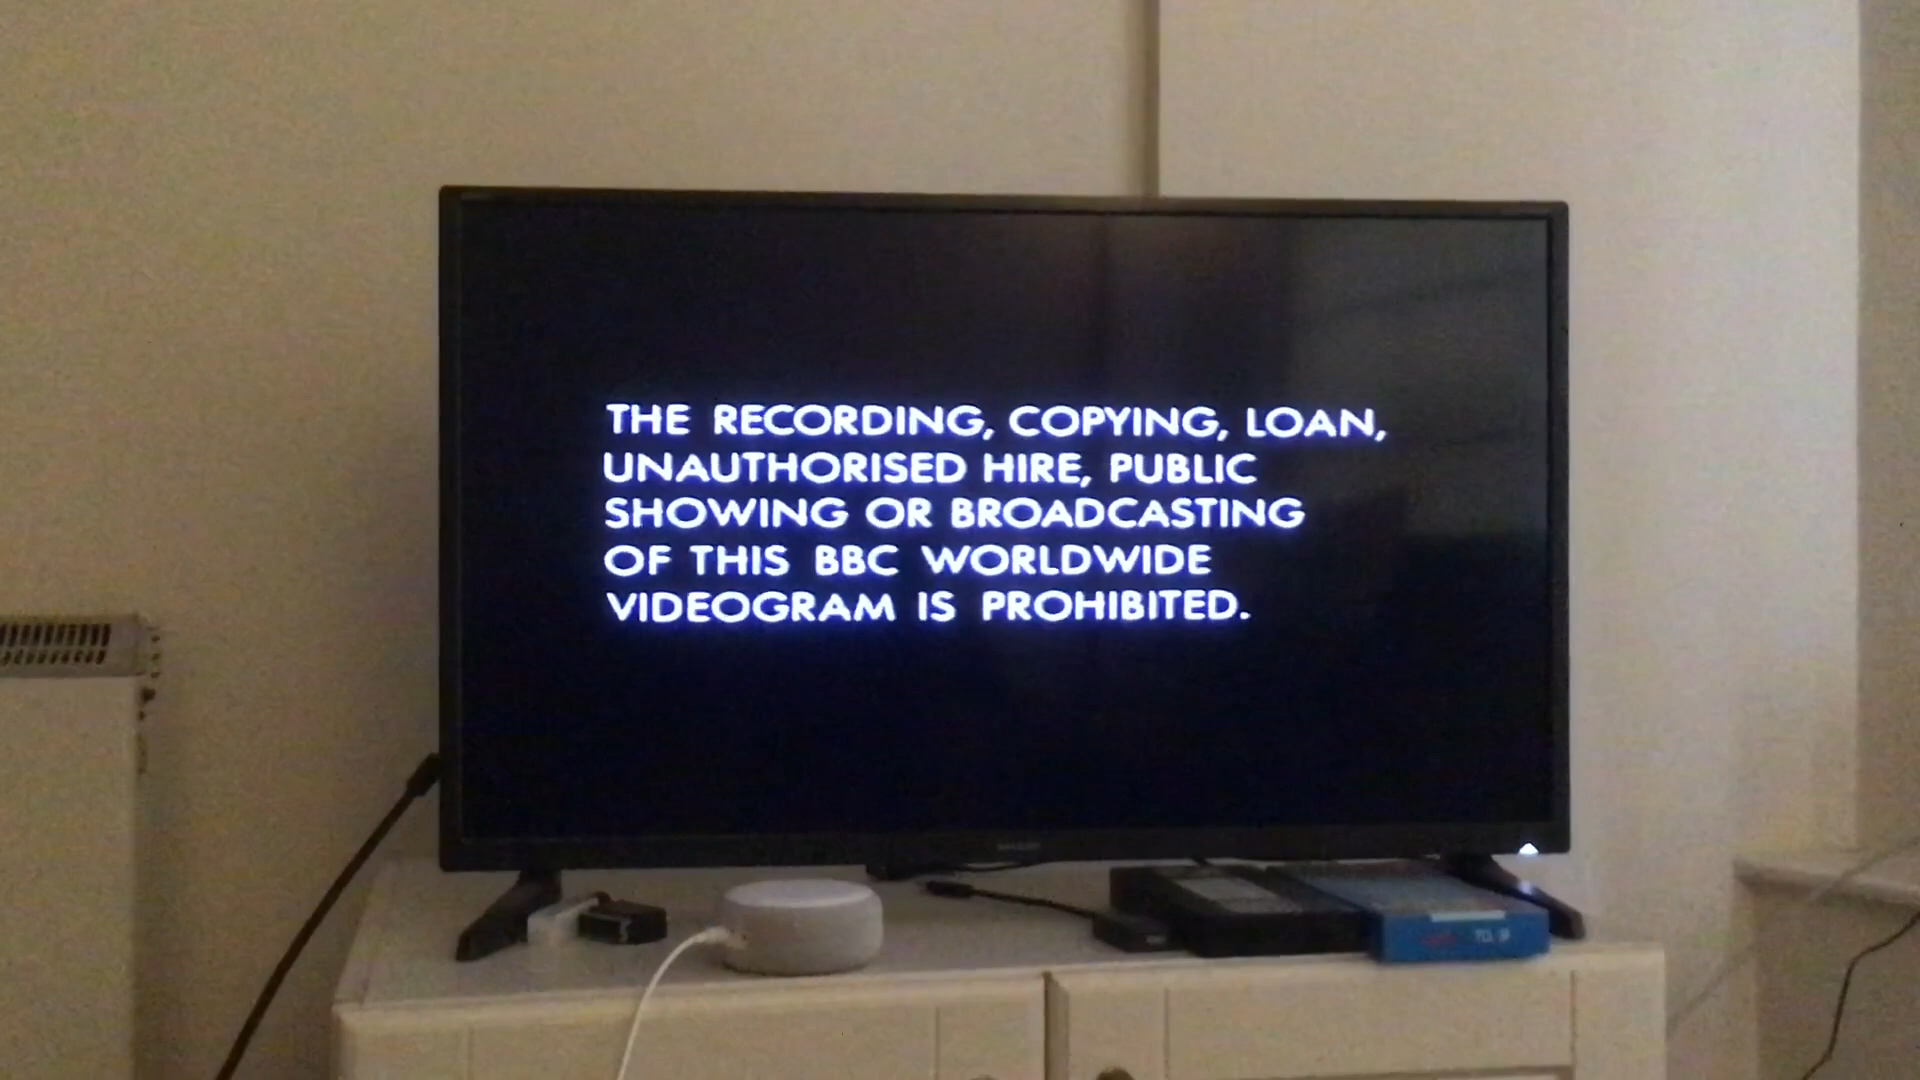 THE RECORDING, COPYING, LOAN,
UNAUTHORISED HIRE, PUBLIC
SHOWING OR BROADCASTING
OF THIS BBC WORLDWIDE
VIDEOGRAM IS PROHIBITED.